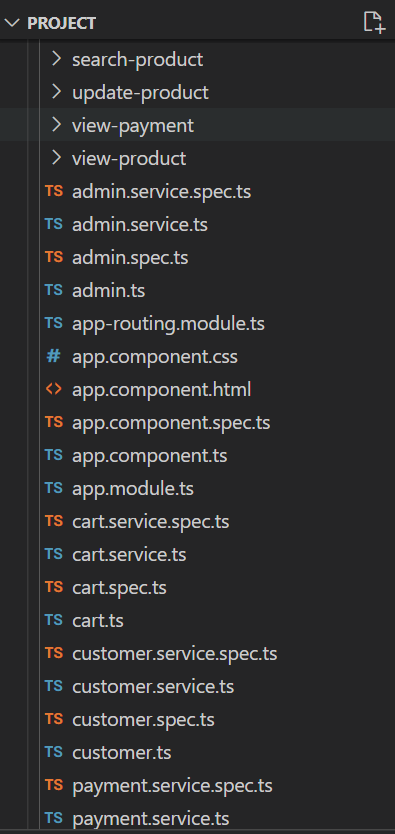 PROJECT
search-product
update-product
view-payment
view-product
TS admin.service.spec.ts
TS admin.service.ts
TS admin.spec.ts
TS admin.ts
TS app-routing.module.ts
# app.component.css
<> app.component.html
TS app.component.spec.ts
TS app.component.ts
TS app.module.ts
TS cart.service.spec.ts
TS cart.service.ts
TS cart.spec.ts
TS cart.ts
TS customer.service.spec.ts
TS customer.service.ts
TS customer.spec.ts
TS customer.ts
TS payment.service.spec.ts
TS payment.service.ts